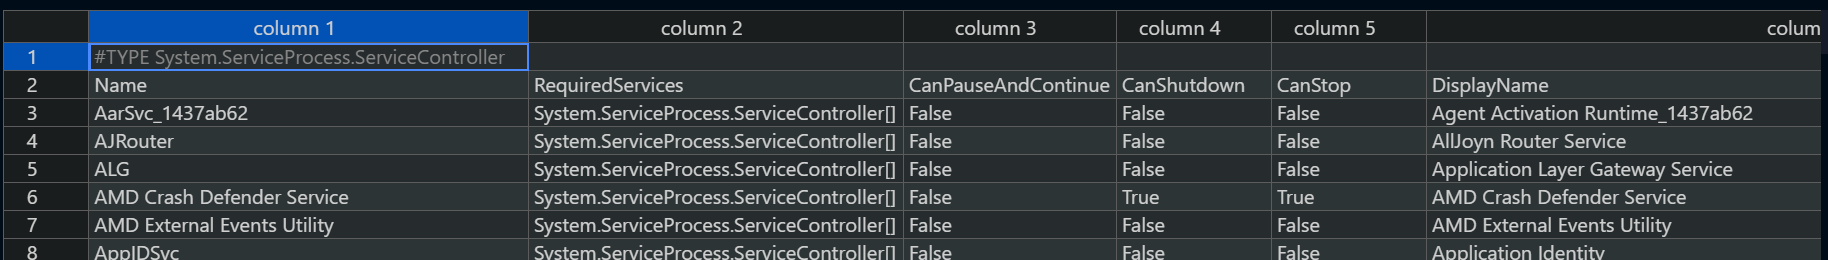 column 1 column 2 column 3 column 4 column 5 colum
1 #TYPE System.ServiceProcess.ServiceController
2 Name RequiredServices CanPauseAndContinue CanShutdown CanStop DisplayName
3 AarSvc_1437ab62 System.ServiceProcess.ServiceController[] False False False Agent Activation Runtime_1437ab62
4 AJRouter System.ServiceProcess.ServiceController[] False False False AllJoyn Router Service
5 ALG System.ServiceProcess.ServiceController[] False False False Application Layer Gateway Service
6 AMD Crash Defender Service System.ServiceProcess.ServiceController[] False True True AMD Crash Defender Service
7 AMD External Events Utility System.ServiceProcess.ServiceController[] False False False AMD External Events Utility
8 AppIDSvc System.ServiceProcess.ServiceController[] False False False Application Identity